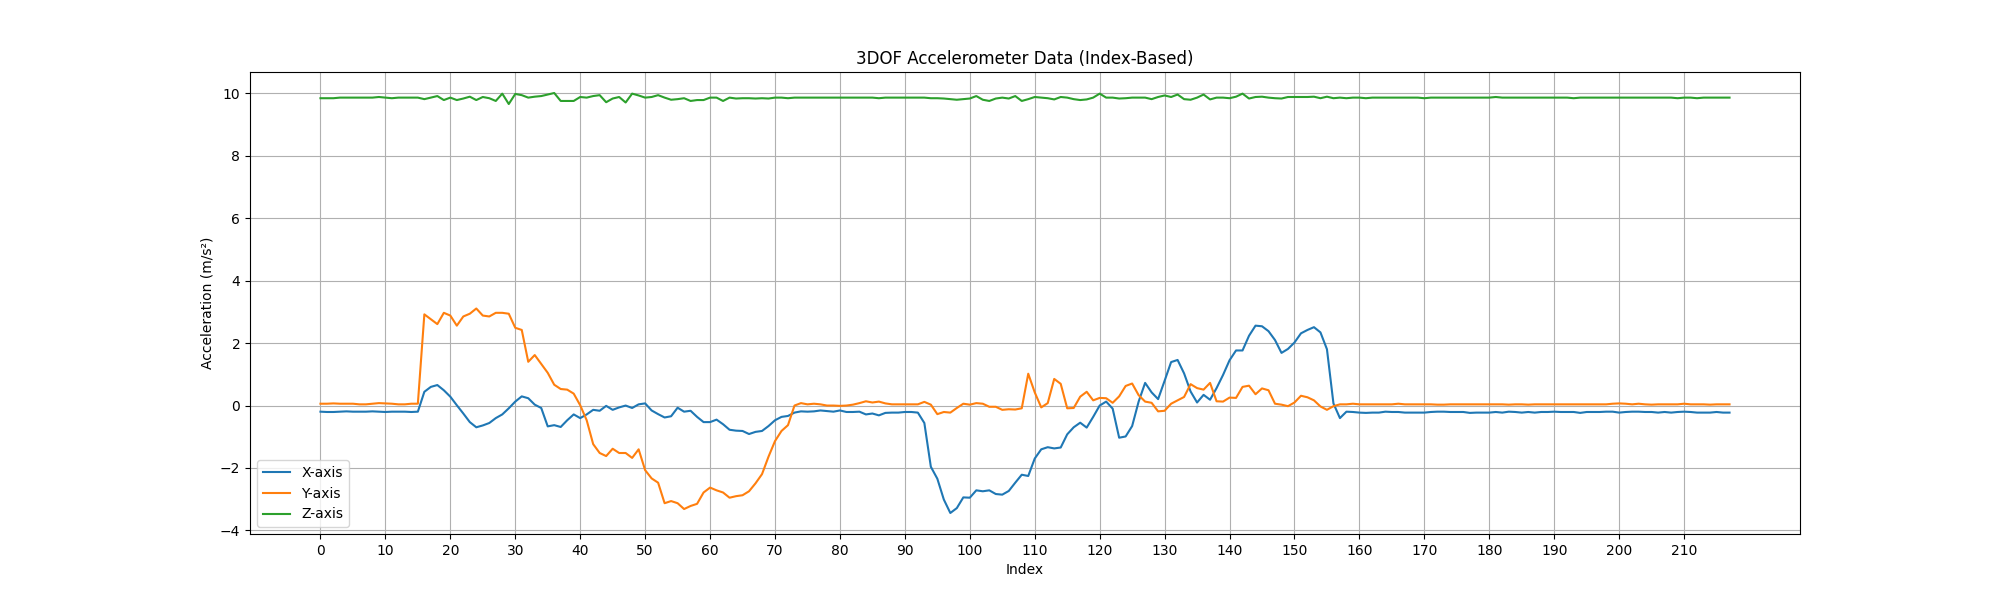 3DOF Accelerometer Data (Index-Based)
Acceleration (m/s²)
10
8
6
4
2
0
−2
−4
X-axis
Y-axis
Z-axis
0 10 20 30 40 50 60 70 80 90 100 110 120 130 140 150 160 170 180 190 200 210
Index